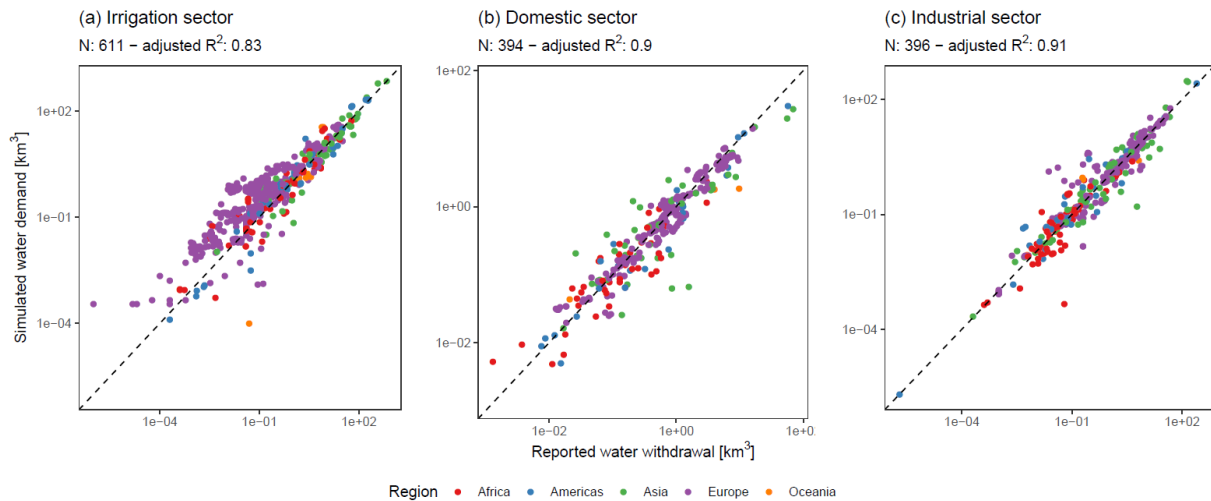 (a) Irrigation sector
N: 611 − adjusted R²: 0.83
(b) Domestic sector
N: 394 − adjusted R²: 0.9
(c) Industrial sector
N: 396 − adjusted R²: 0.91
Simulated water demand [km³]
1e+02
1e−01
1e−04
1e−04
1e−01
1e+02
1e+02
1e+00
1e−02
1e−02
1e+00
1e+0
1e+02
1e−01
1e−04
1e−04
1e−01
1e+02
Reported water withdrawal [km³]
Region Africa Americas Asia Europe Oceania